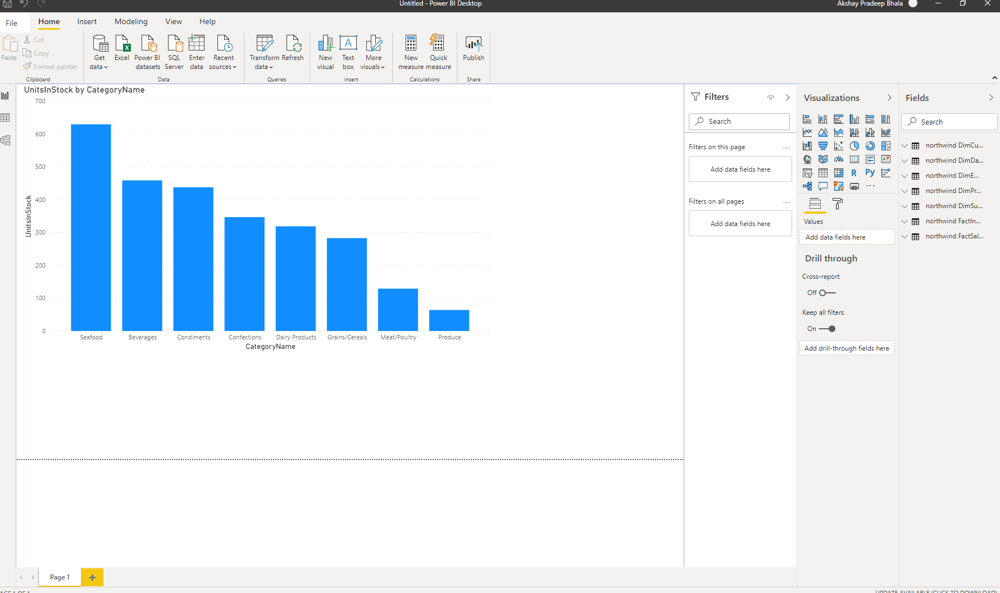 Untitled - Power BI Desktop
Akshay Pradeep Bhala
File
Home
Insert
Modeling
View
Help
Paste
Cut
Copy
Format painter
Clipboard
Get data
Excel
Power BI datasets
SQL Server
Enter data
Recent sources
Data
Transform data
Refresh
Queries
New visual
Text box
More visuals
Insert
New measure
Quick measure
Calculations
Publish
Share
UnitsInStock by CategoryName
700
600
500
400
300
200
100
0
UnitsInStock
Seafood
Beverages
Condiments
Confections
Dairy Products
Grains/Cereals
Meat/Poultry
Produce
CategoryName
Filters
Search
Filters on this page
...
Add data fields here
Filters on all pages
...
Add data fields here
Visualizations
123
R
Py
...
Values
Add data fields here
Drill through
Cross-report
Off
Keep all filters
On
Add drill-through fields here
Fields
Search
northwind DimCu...
northwind DimDa...
northwind DimE...
northwind DimPr...
northwind DimSu...
northwind FactIn...
northwind FactSal...
Page 1
UPDATE AVAILABLE (CLICK TO DOWNLOAD)